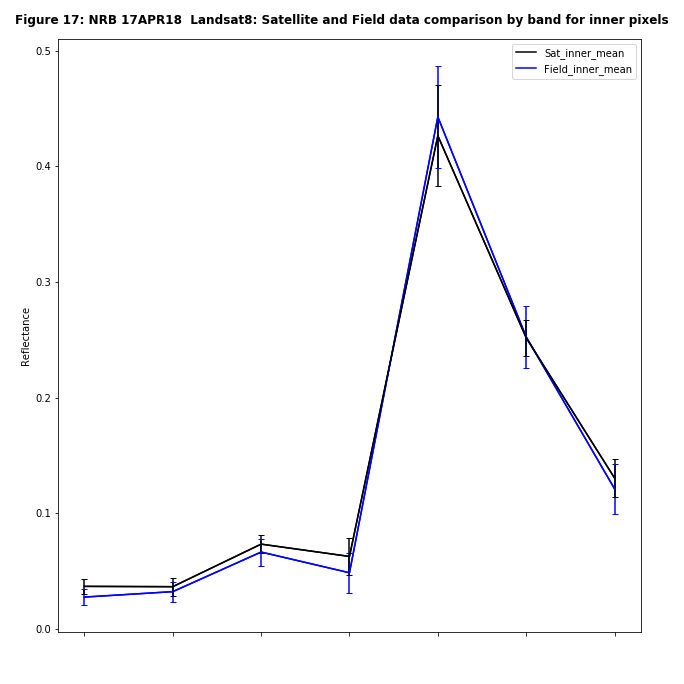 Figure 17: NRB 17APR18  Landsat8: Satellite and Field data comparison by band for inner pixels
Sat_inner_mean
Field_inner_mean
0.5
0.4
0.3
0.2
0.1
0.0
Reflectance